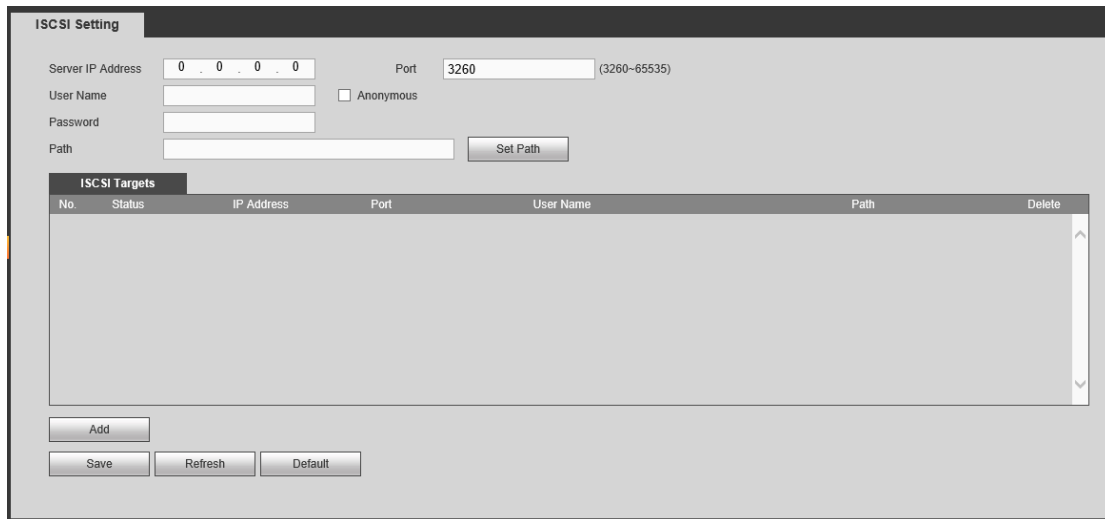 ISCSI Setting
Server IP Address 0 . 0 . 0 . 0 Port 3260 (3260~65535)
User Name Anonymous
Password
Path Set Path
ISCSI Targets
No. Status IP Address Port User Name Path Delete
Add
Save Refresh Default